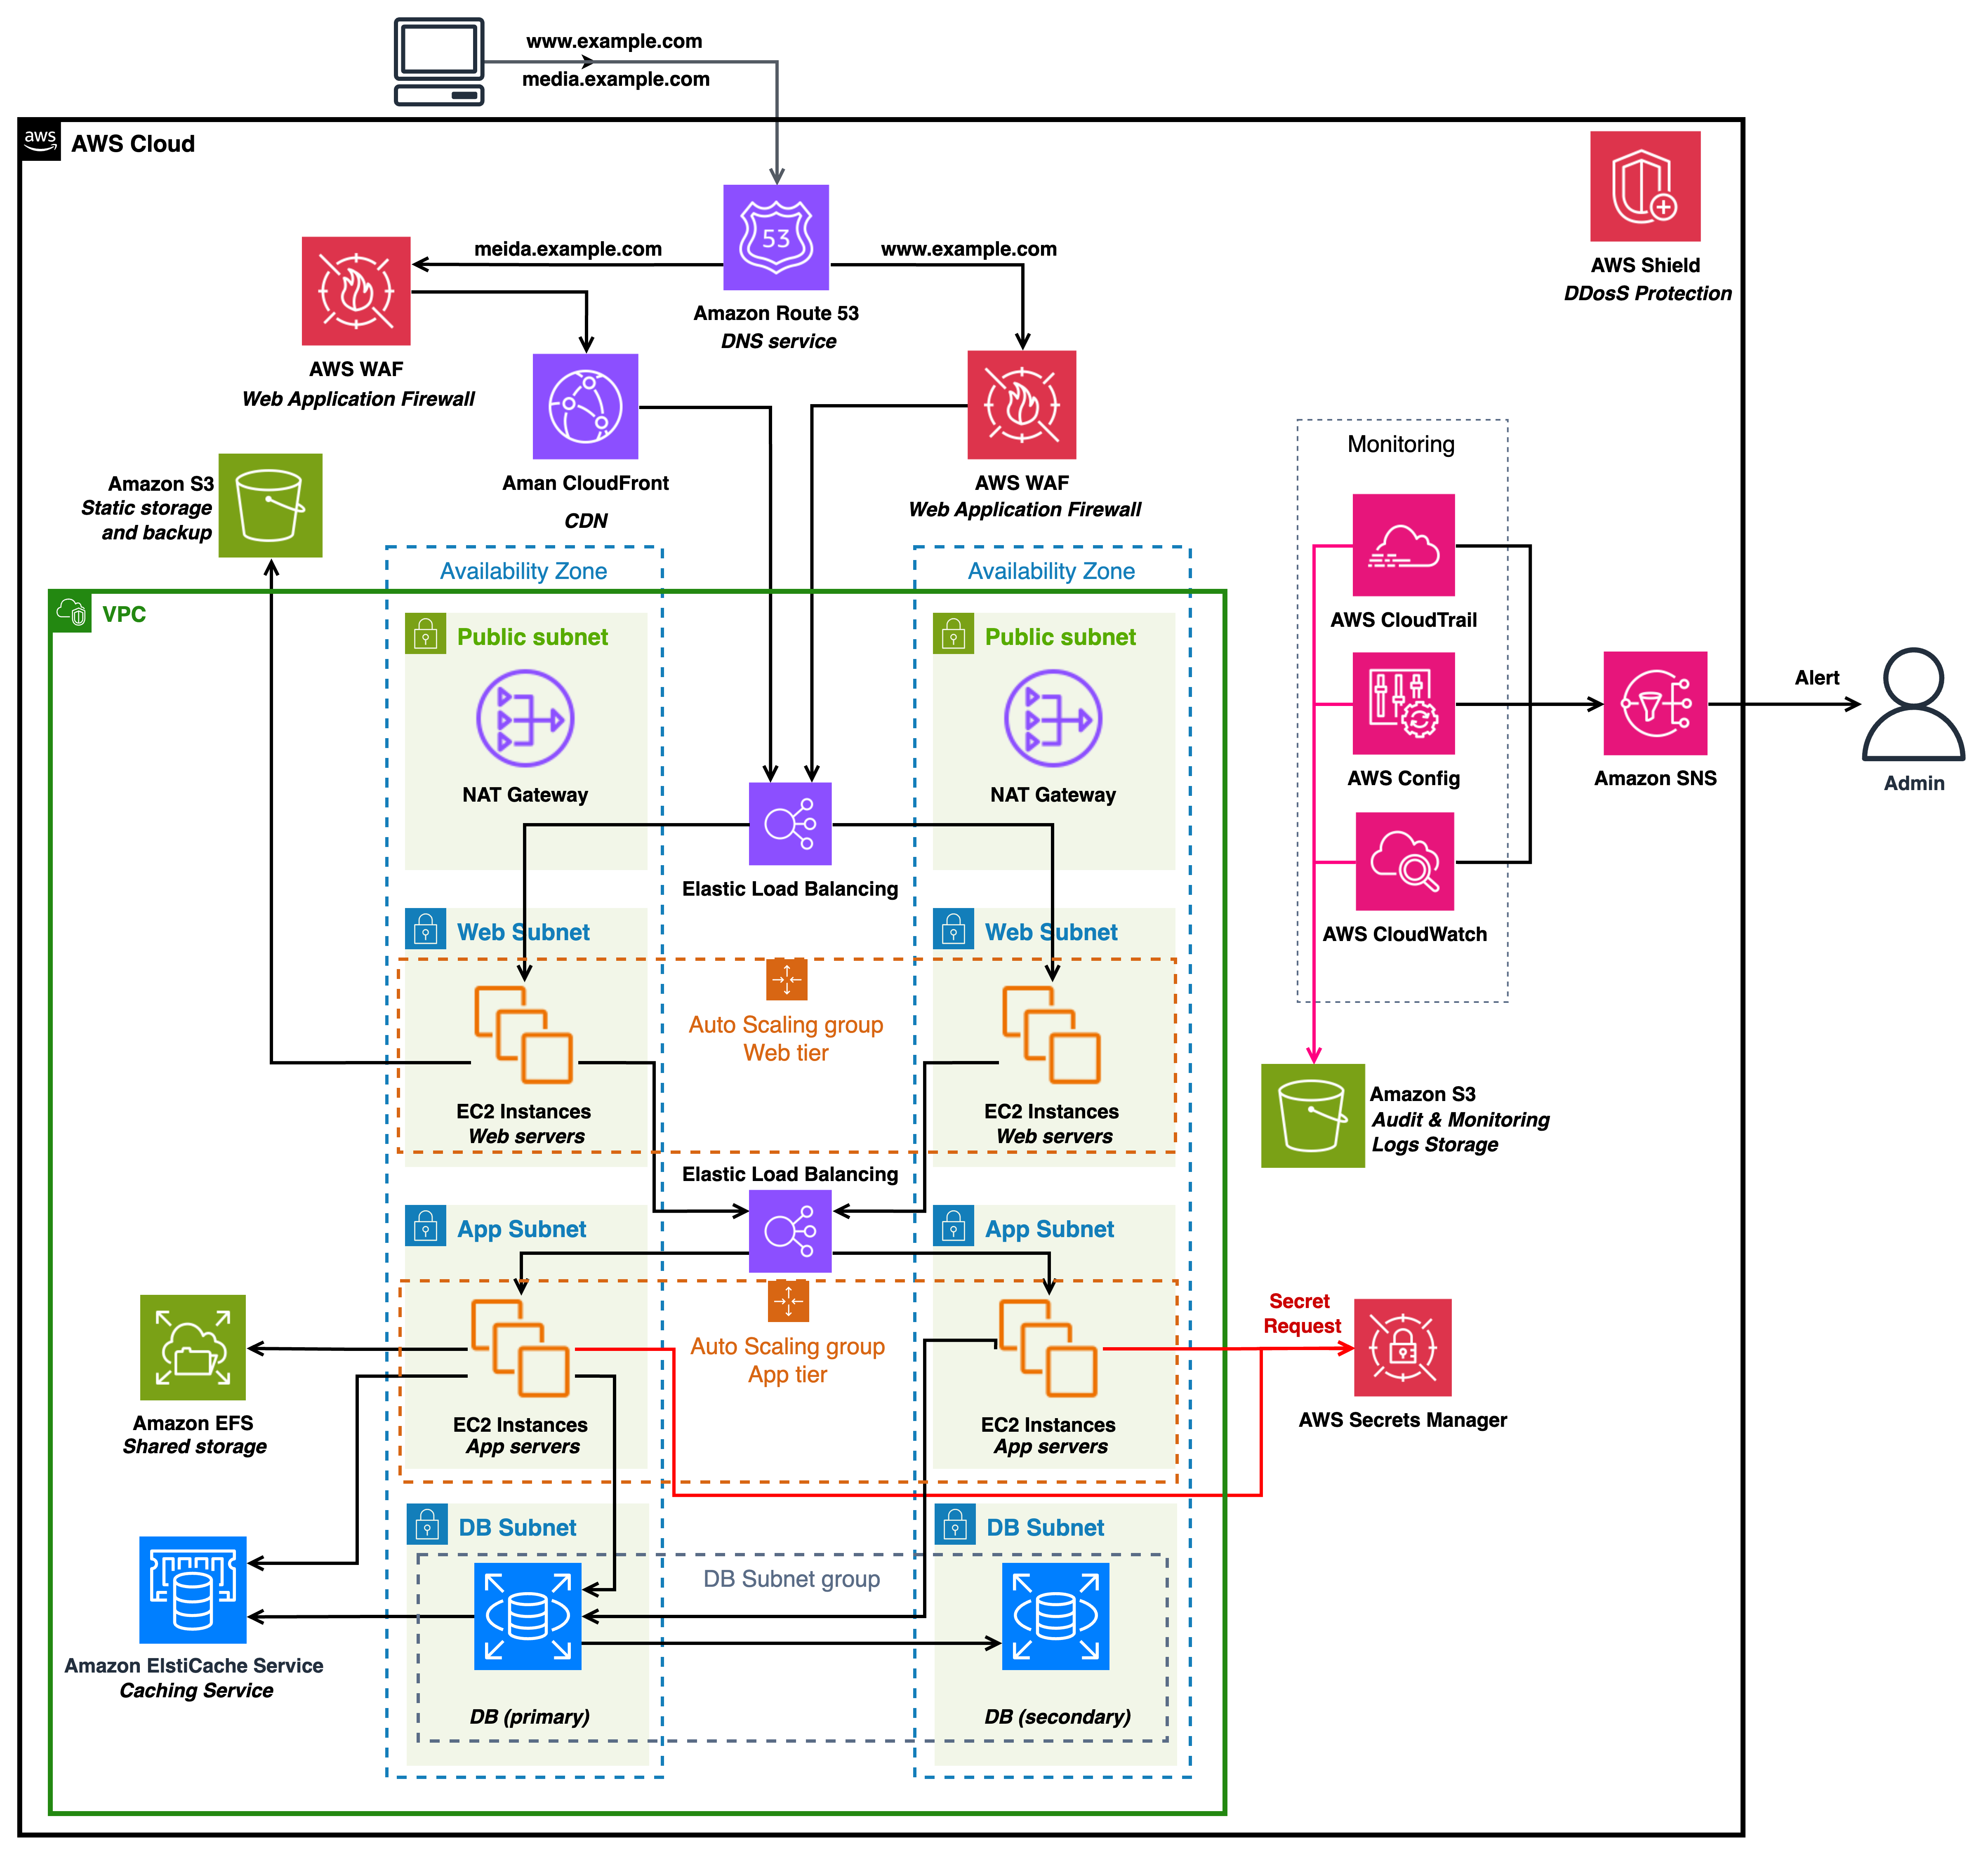 www.example.com
media.example.com
aws
AWS Cloud
53
meida.example.com
www.example.com
Amazon Route 53
DNS service
AWS Shield
DDosS Protection
AWS WAF
Web Application Firewall
Aman CloudFront
CDN
AWS WAF
Web Application Firewall
Amazon S3
Static storage
and backup
Monitoring
Availability Zone
Availability Zone
VPC
Public subnet
Public subnet
NAT Gateway
NAT Gateway
AWS CloudTrail
AWS Config
Amazon SNS
Alert
Admin
Elastic Load Balancing
AWS CloudWatch
Web Subnet
Web Subnet
Auto Scaling group
Web tier
EC2 Instances
Web servers
EC2 Instances
Web servers
Amazon S3
Audit & Monitoring
Logs Storage
Elastic Load Balancing
App Subnet
App Subnet
Auto Scaling group
App tier
Secret
Request
EC2 Instances
App servers
EC2 Instances
App servers
Amazon EFS
Shared storage
AWS Secrets Manager
DB Subnet
DB Subnet
DB Subnet group
Amazon ElstiCache Service
Caching Service
DB (primary)
DB (secondary)